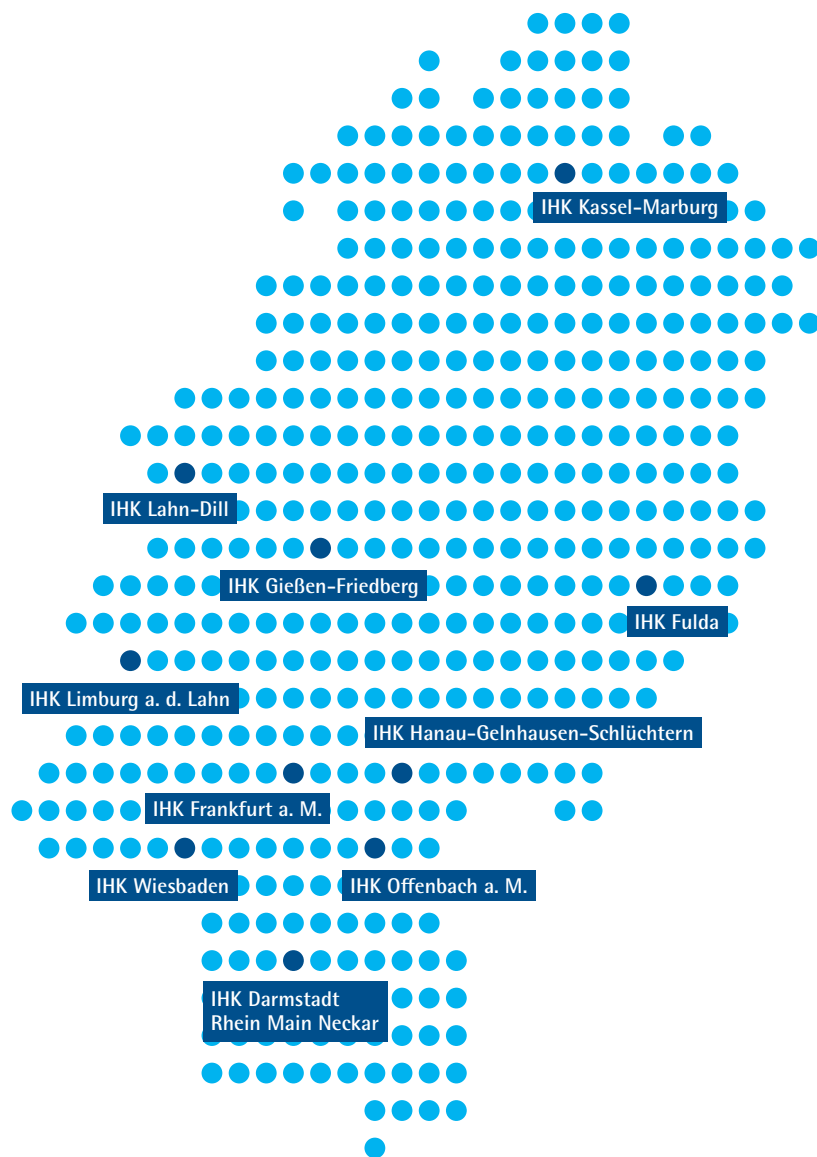 IHK Kassel-Marburg
IHK Lahn-Dill
IHK Gießen-Friedberg
IHK Fulda
IHK Limburg a. d. Lahn
IHK Hanau-Gelnhausen-Schlüchtern
IHK Frankfurt a. M.
IHK Wiesbaden
IHK Offenbach a. M.
IHK Darmstadt
Rhein Main Neckar